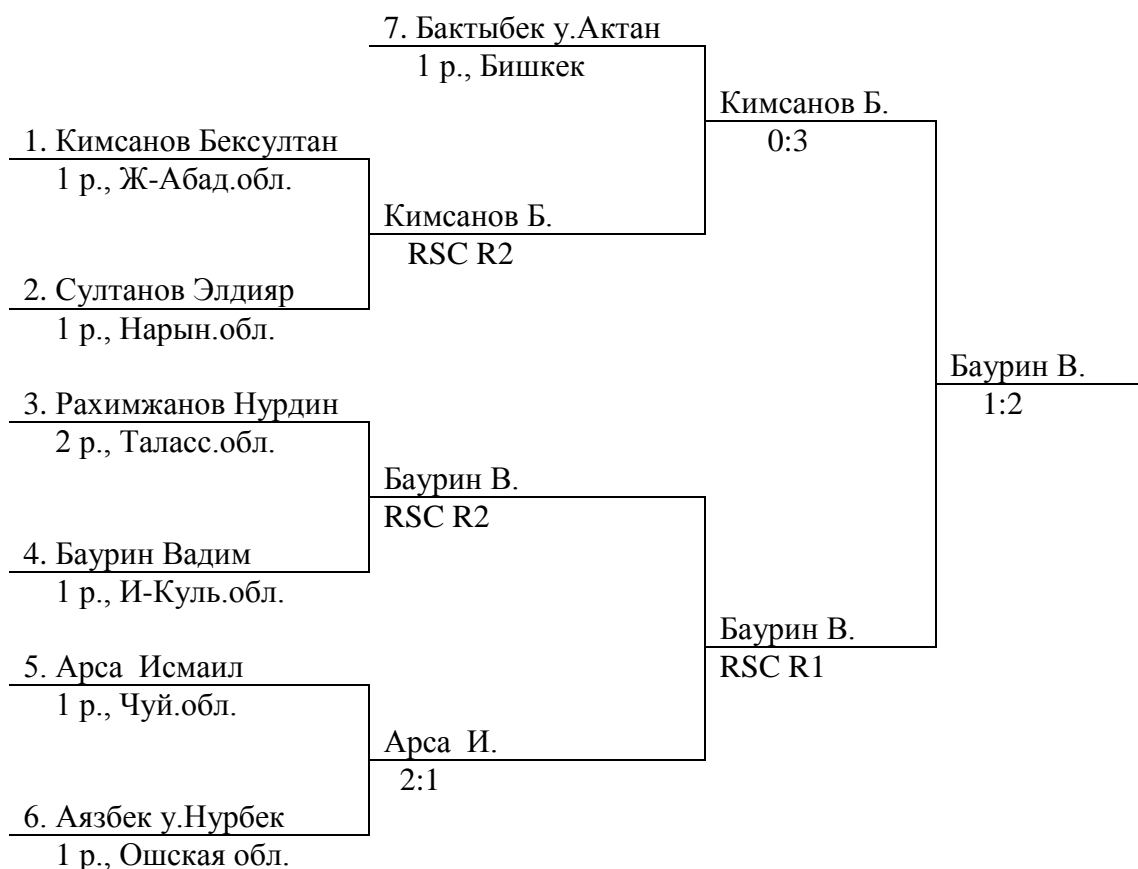 7. Бактыбек у.Актан
1 р., Бишкек
Кимсанов Б.
0:3
1. Кимсанов Бексултан
1 р., Ж-Абад.обл.
Кимсанов Б.
RSC R2
2. Султанов Элдияр
1 р., Нарын.обл.
Баурин В.
1:2
3. Рахимжанов Нурдин
2 р., Таласс.обл.
Баурин В.
RSC R2
4. Баурин Вадим
1 р., И-Куль.обл.
Баурин В.
RSC R1
5. Арса  Исмаил
1 р., Чуй.обл.
Арса  И.
2:1
6. Аязбек у.Нурбек
1 р., Ошская обл.